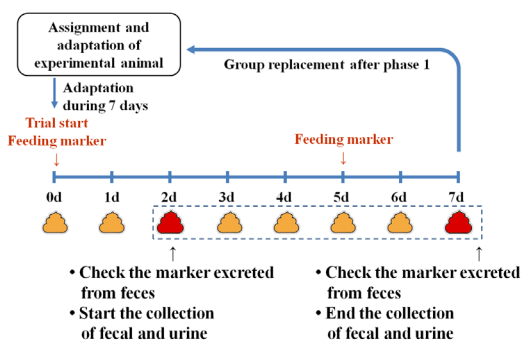 Assignment and
adaptation of
experimental animal
Group replacement after phase 1
Adaptation
during 7 days
Trial start
Feeding marker
Feeding marker
↓
↓
0d 1d 2d 3d 4d 5d 6d 7d
↑
↑
• Check the marker excreted
from feces
• Start the collection
of fecal and urine
• Check the marker excreted
from feces
• End the collection
of fecal and urine